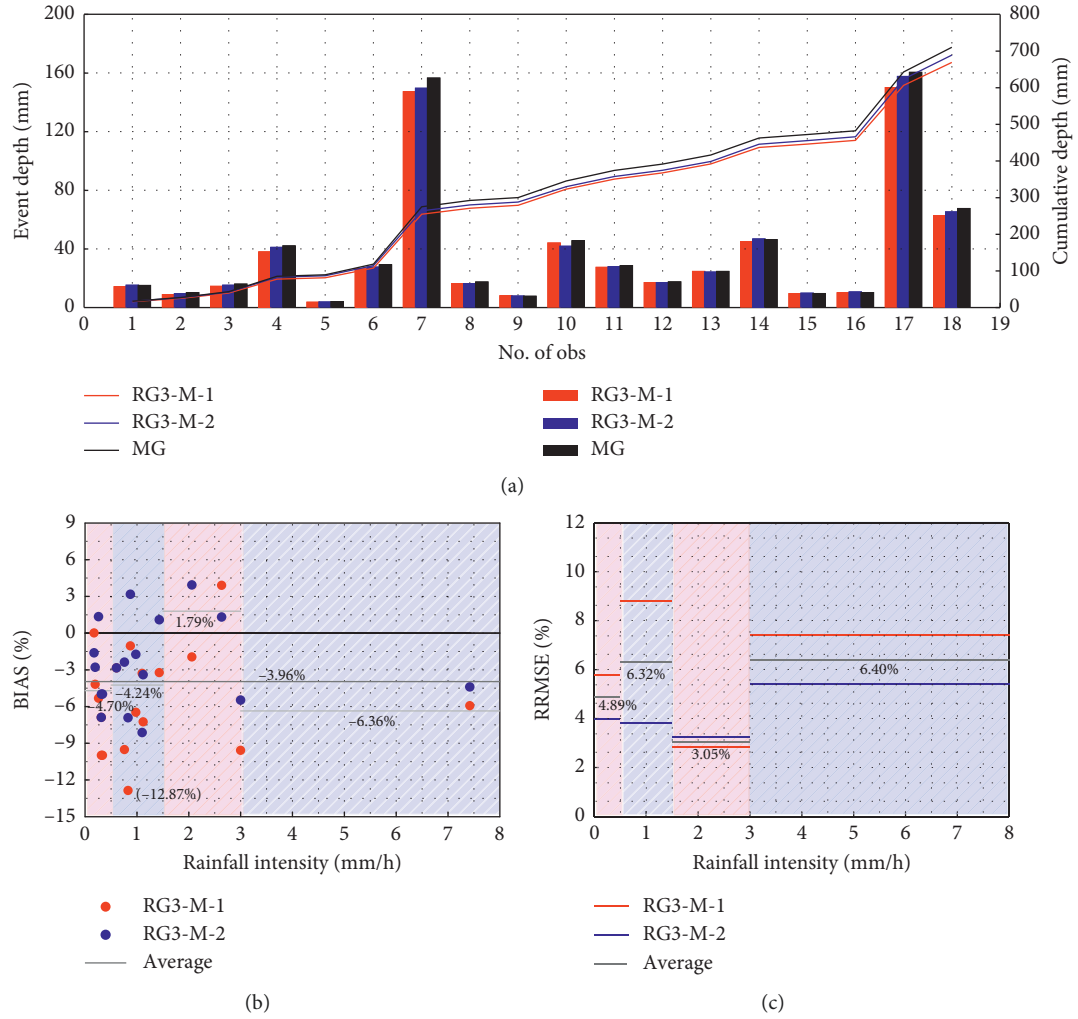 200
160
120
80
40
0
Event depth (mm)
800
700
600
500
400
300
200
100
0
Cumulative depth (mm)
0 1 2 3 4 5 6 7 8 9 10 11 12 13 14 15 16 17 18 19
No. of obs
RG3-M-1
RG3-M-2
MG
RG3-M-1
RG3-M-2
MG
(a)
9
6
3
0
−3
−6
−9
−12
−15
BIAS (%)
1.79%
−3.96%
−4.24%
−4.70%
−6.36%
(−12.87%)
0 1 2 3 4 5 6 7 8
Rainfall intensity (mm/h)
RG3-M-1
RG3-M-2
Average
(b)
12
10
8
6
4
2
0
RRMSE (%)
6.32%
6.40%
4.89%
3.05%
0 1 2 3 4 5 6 7 8
Rainfall intensity (mm/h)
RG3-M-1
RG3-M-2
Average
(c)